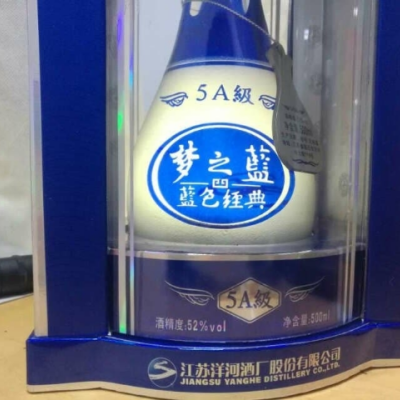 5A級
梦之藍
藍色經典
5A級
酒精度:52%vol
净含量:530ml
江苏洋河酒厂股份有限公司
JIANGSU YANGHE DISTILLERY CO.,LTD